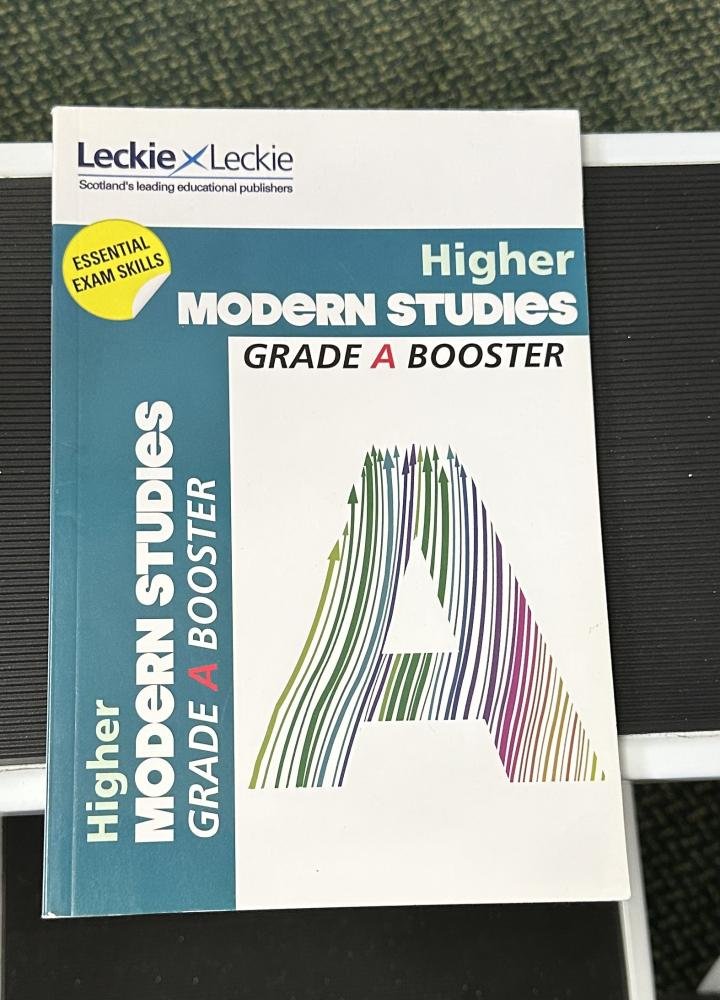 Leckie Leckie
Scotland's leading educational publishers
ESSENTIAL
EXAM SKILLS
Higher
MODERN STUDIES
GRADE A BOOSTER
Higher
MODERN STUDIES
GRADE A BOOSTER